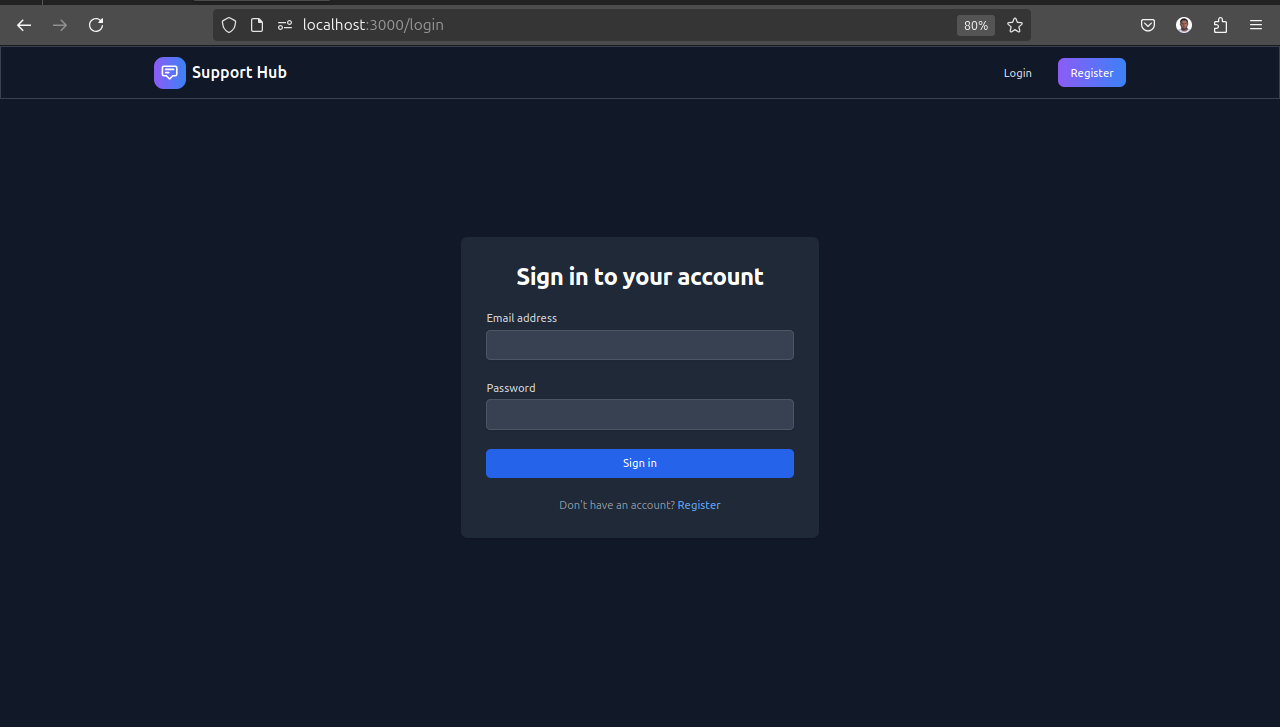 localhost:3000/login
80%
Support Hub
Login
Register
Sign in to your account
Email address
Password
Sign in
Don't have an account? Register